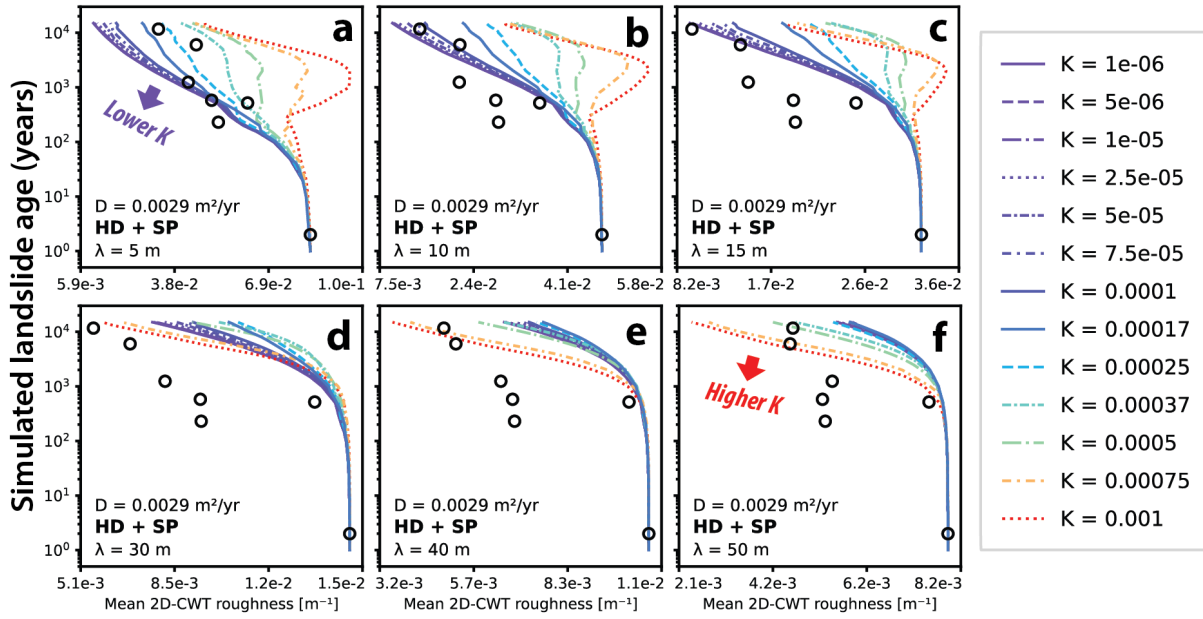 Simulated landslide age (years)
10⁴
10³
10²
10¹
10⁰
a
Lower K
D = 0.0029 m²/yr
HD + SP
λ = 5 m
5.9e-3
3.8e-2
6.9e-2
1.0e-1
b
D = 0.0029 m²/yr
HD + SP
λ = 10 m
7.5e-3
2.4e-2
4.1e-2
5.8e-2
c
D = 0.0029 m²/yr
HD + SP
λ = 15 m
8.2e-3
1.7e-2
2.6e-2
3.6e-2
10⁴
10³
10²
10¹
10⁰
d
D = 0.0029 m²/yr
HD + SP
λ = 30 m
5.1e-3
8.5e-3
1.2e-2
1.5e-2
Mean 2D-CWT roughness [m⁻¹]
e
D = 0.0029 m²/yr
HD + SP
λ = 40 m
3.2e-3
5.7e-3
8.3e-3
1.1e-2
Mean 2D-CWT roughness [m⁻¹]
f
Higher K
D = 0.0029 m²/yr
HD + SP
λ = 50 m
2.1e-3
4.2e-3
6.2e-3
8.2e-3
Mean 2D-CWT roughness [m⁻¹]
K = 1e-06
K = 5e-06
K = 1e-05
K = 2.5e-05
K = 5e-05
K = 7.5e-05
K = 0.0001
K = 0.00017
K = 0.00025
K = 0.00037
K = 0.0005
K = 0.00075
K = 0.001